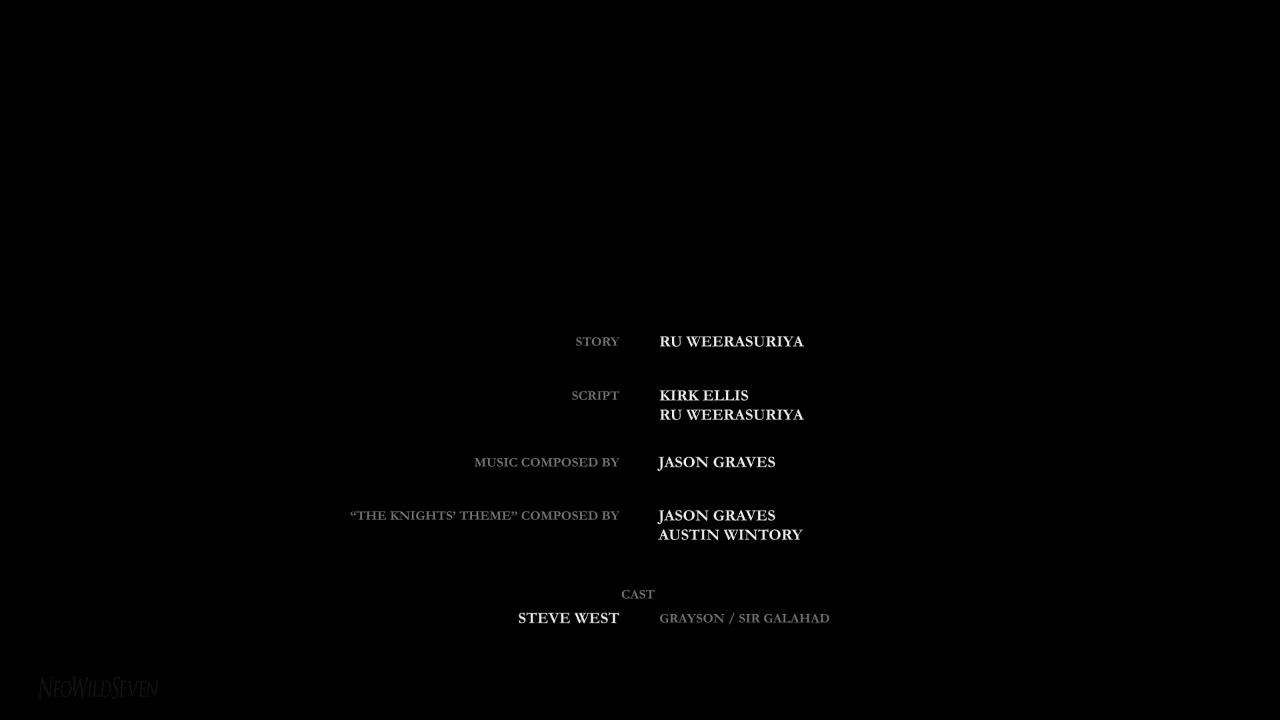 STORY RU WEERASURIYA
SCRIPT KIRK ELLIS
RU WEERASURIYA
MUSIC COMPOSED BY JASON GRAVES
“THE KNIGHTS’ THEME” COMPOSED BY JASON GRAVES
AUSTIN WINTORY
CAST
STEVE WEST GRAYSON / SIR GALAHAD
NEOWILDSEVEN